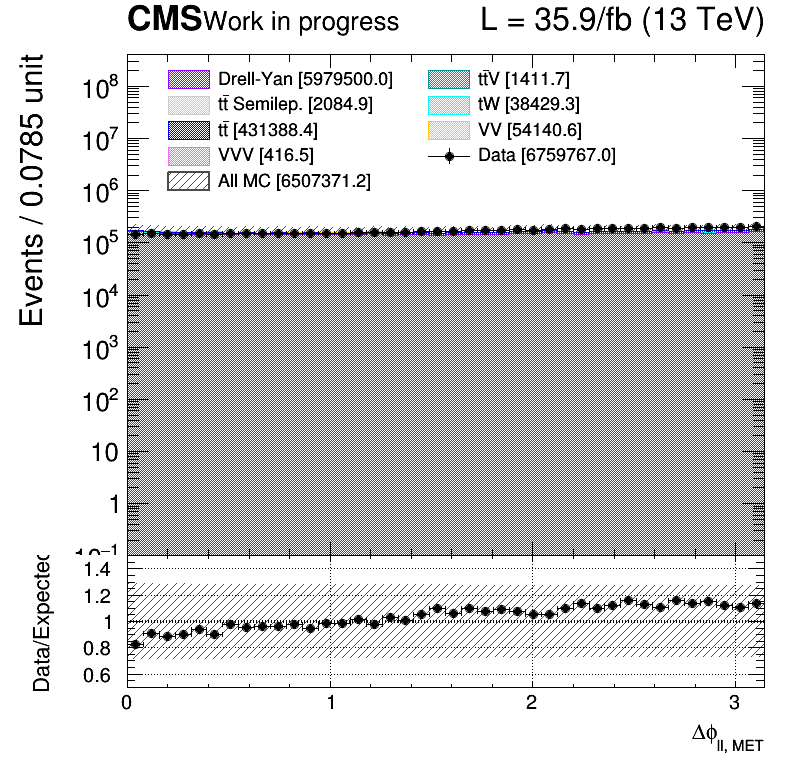 CMS Work in progress L = 35.9/fb (13 TeV)
Events / 0.0785 unit
10⁸
10⁷
10⁶
10⁵
10⁴
10³
10²
10
1
10⁻¹
Drell-Yan [5979500.0]
tt̄ Semilep. [2084.9]
tt̄ [431388.4]
VVV [416.5]
All MC [6507371.2]
tt̄V [1411.7]
tW [38429.3]
VV [54140.6]
Data [6759767.0]
Data/Expected
1.4
1.2
1
0.8
0.6
0 1 2 3
Δϕ_ll, MET